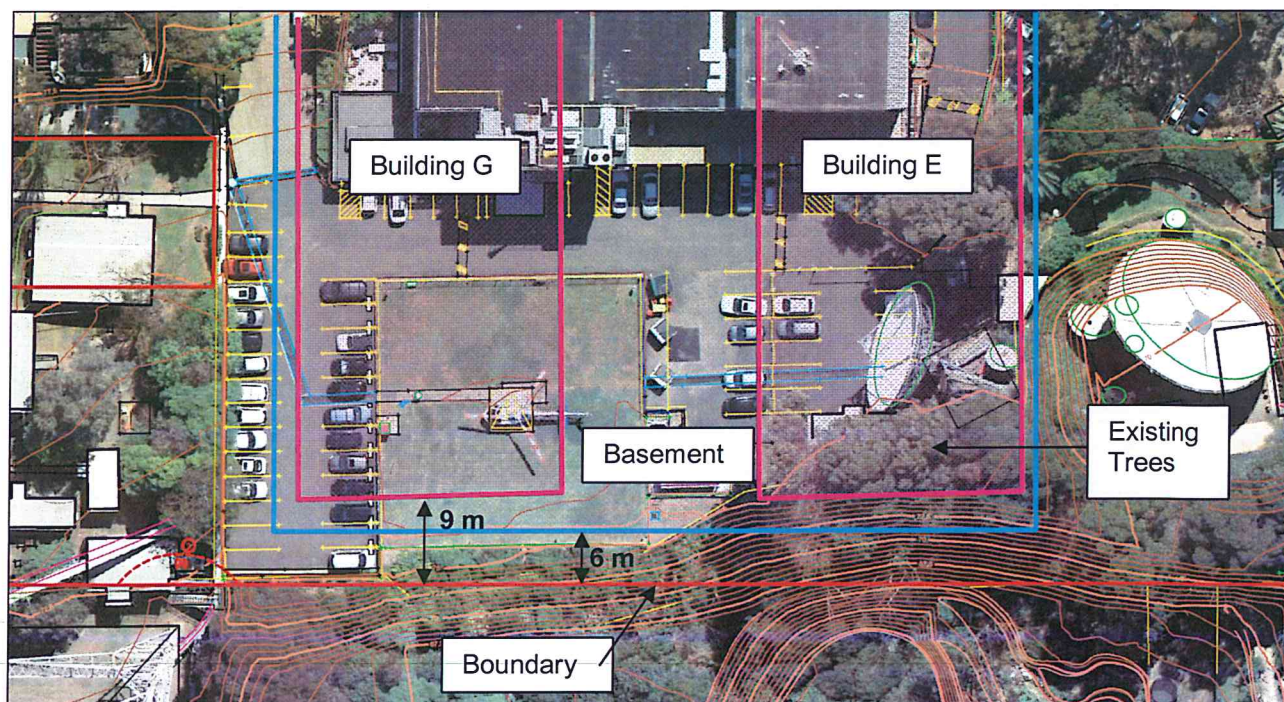 Building G
Building E
Basement
Existing
Trees
9 m
6 m
Boundary